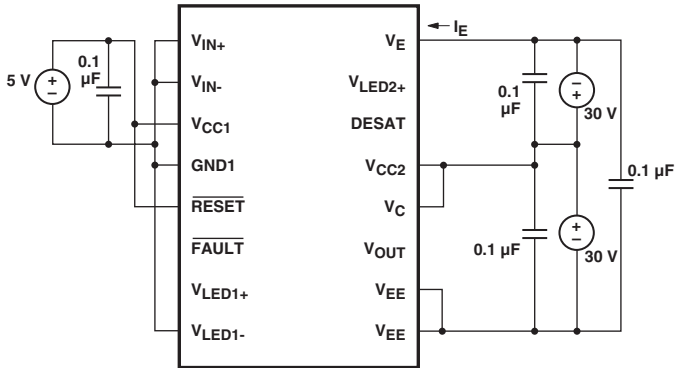 5 V
+
−
0.1
µF
V_IN+
V_IN-
V_CC1
GND1
RESET
FAULT
V_LED1+
V_LED1-
V_E
V_LED2+
DESAT
V_CC2
V_C
V_OUT
V_EE
V_EE
I_E
0.1
µF
−
+
30 V
0.1 µF
0.1 µF
+
−
30 V